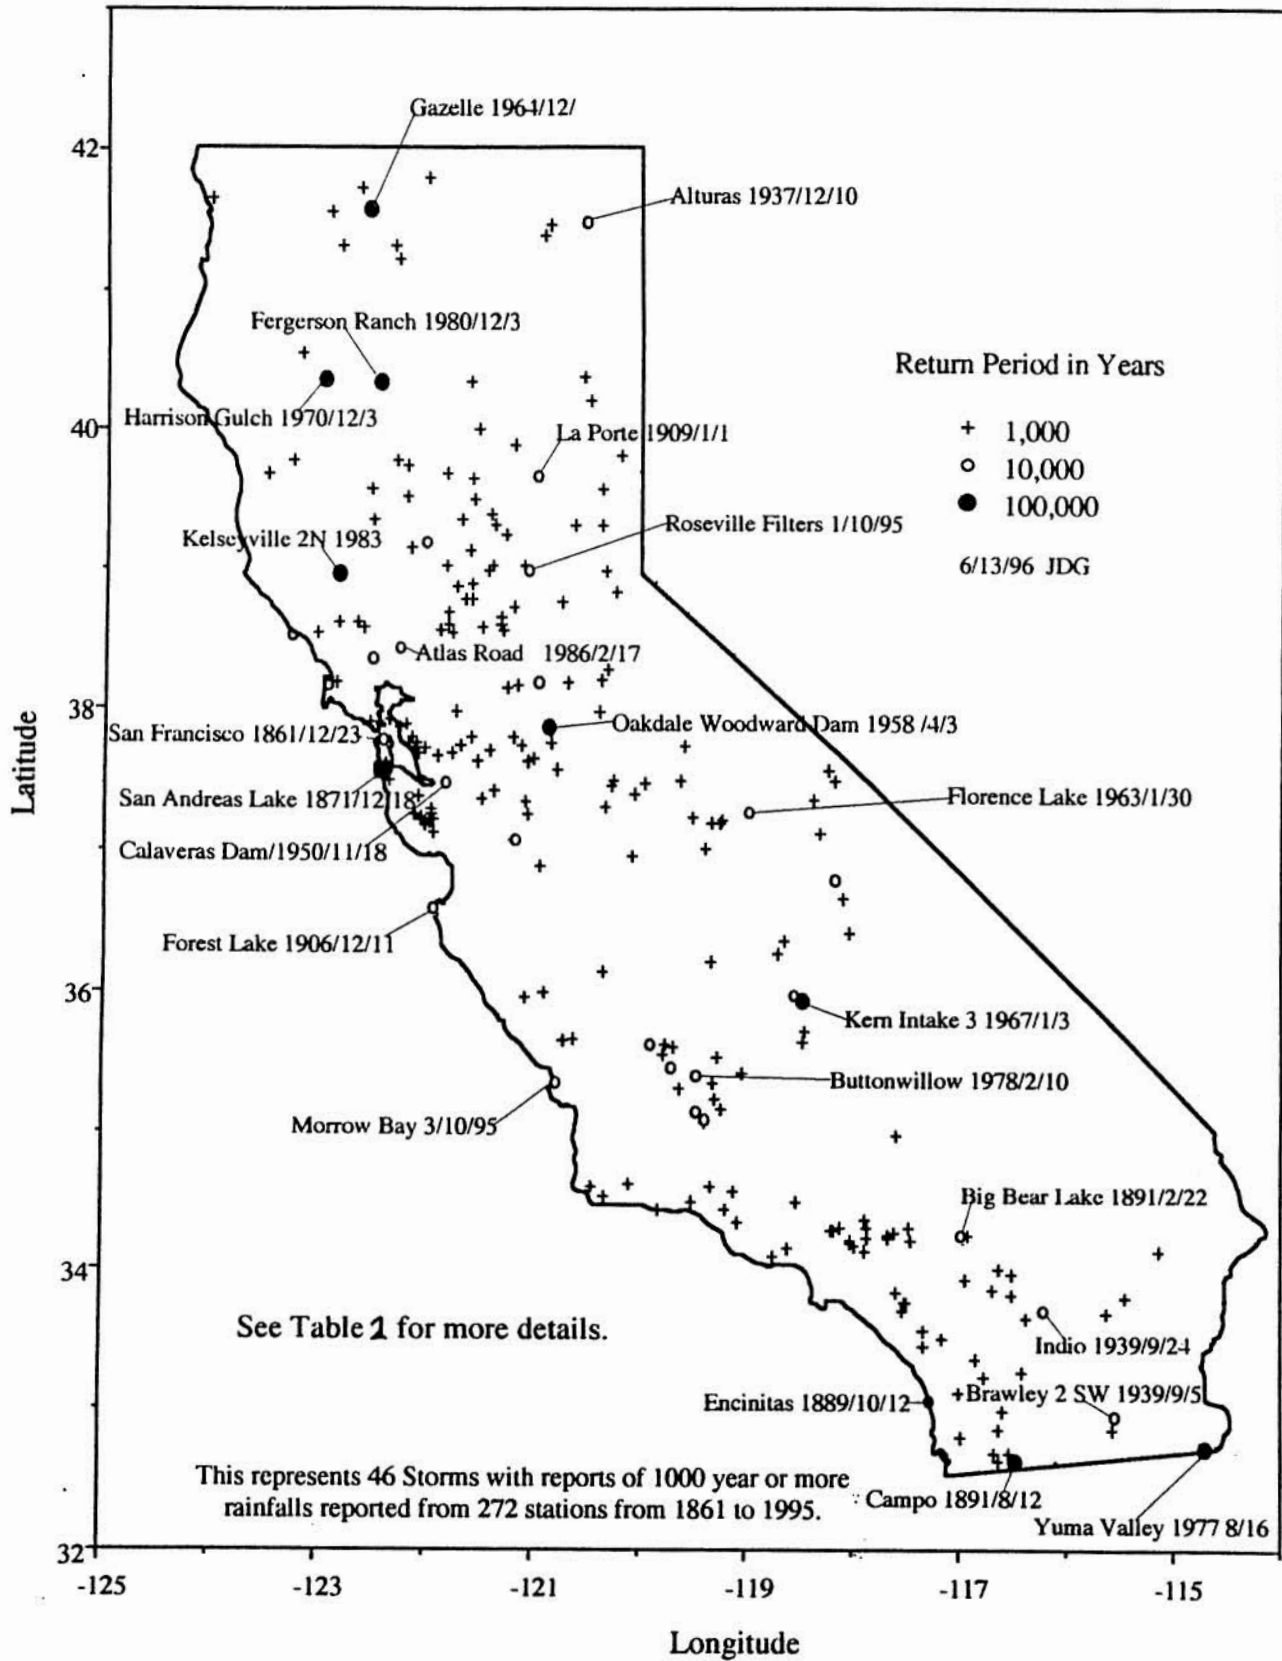 Gazelle 1964/12/
42
Alturas 1937/12/10
Fergerson Ranch 1980/12/3
Return Period in Years
+ 1,000
o 10,000
● 100,000
6/13/96 JDG
Harrison Gulch 1970/12/3
40
La Porte 1909/1/1
Roseville Filters 1/10/95
Kelseyville 2N 1983
Atlas Road 1986/2/17
38
Oakdale Woodward Dam 1958 /4/3
San Francisco 1861/12/23
Latitude
San Andreas Lake 1871/12/18
Florence Lake 1963/1/30
Calaveras Dam/1950/11/18
Forest Lake 1906/12/11
36
Kern Intake 3 1967/1/3
Buttonwillow 1978/2/10
Morrow Bay 3/10/95
Big Bear Lake 1891/2/22
34
See Table 1 for more details.
Indio 1939/9/24
Brawley 2 SW 1939/9/5
Encinitas 1889/10/12
This represents 46 Storms with reports of 1000 year or more
rainfalls reported from 272 stations from 1861 to 1995.
Campo 1891/8/12
Yuma Valley 1977 8/16
32
-125 -123 -121 -119 -117 -115
Longitude